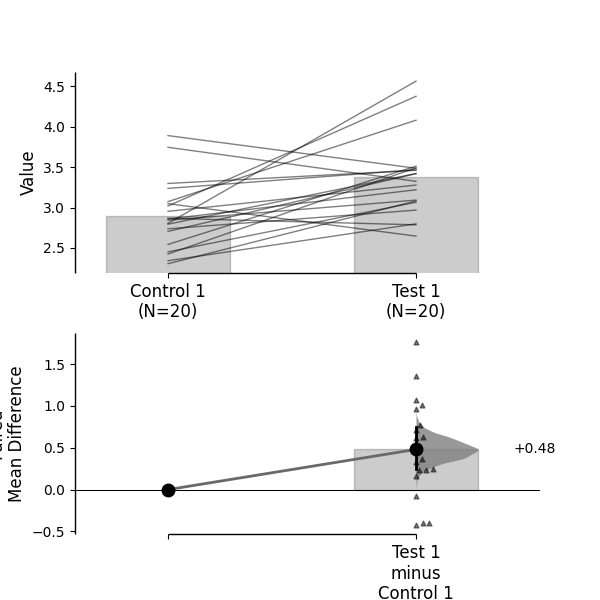 4.5
4.0
3.5
3.0
2.5
Value
Control 1
(N=20)
Test 1
(N=20)
1.5
1.0
0.5
0.0
−0.5
Mean Difference
+0.48
Test 1
minus
Control 1